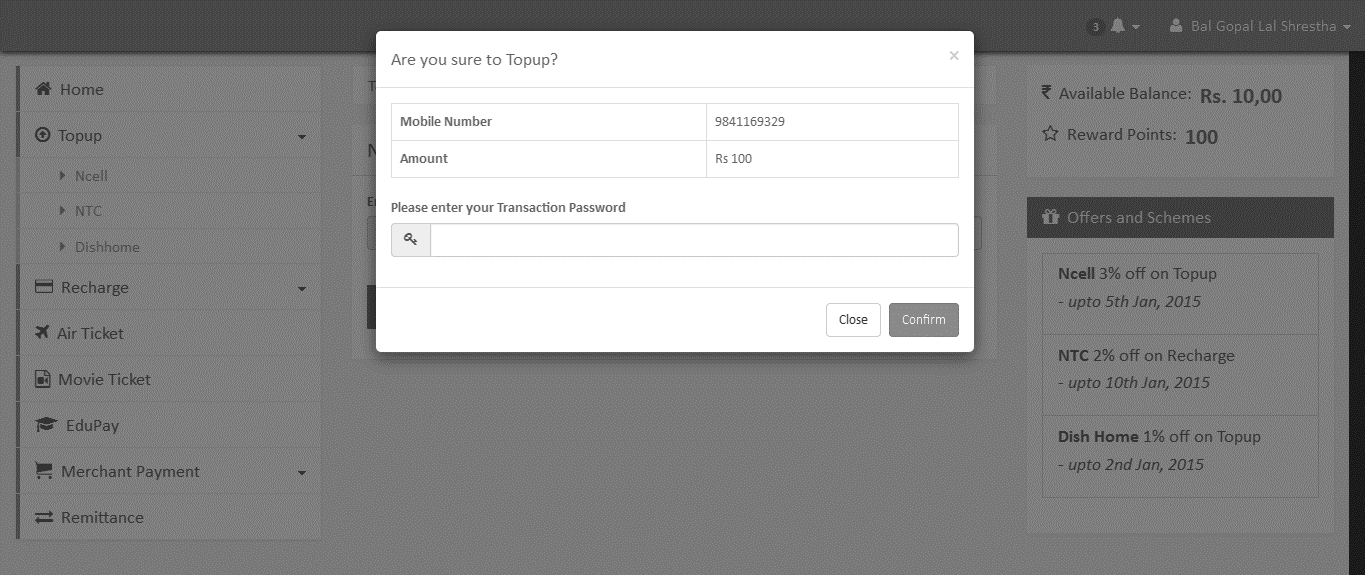 3
Bal Gopal Lal Shrestha
Are you sure to Topup?
×
Mobile Number 9841169329
Amount Rs 100
Please enter your Transaction Password
Close Confirm
Home
Topup
Ncell
NTC
Dishhome
Recharge
Air Ticket
Movie Ticket
EduPay
Merchant Payment
Remittance
Available Balance: Rs. 10,00
Reward Points: 100
Offers and Schemes
Ncell 3% off on Topup
- upto 5th Jan, 2015
NTC 2% off on Recharge
- upto 10th Jan, 2015
Dish Home 1% off on Topup
- upto 2nd Jan, 2015